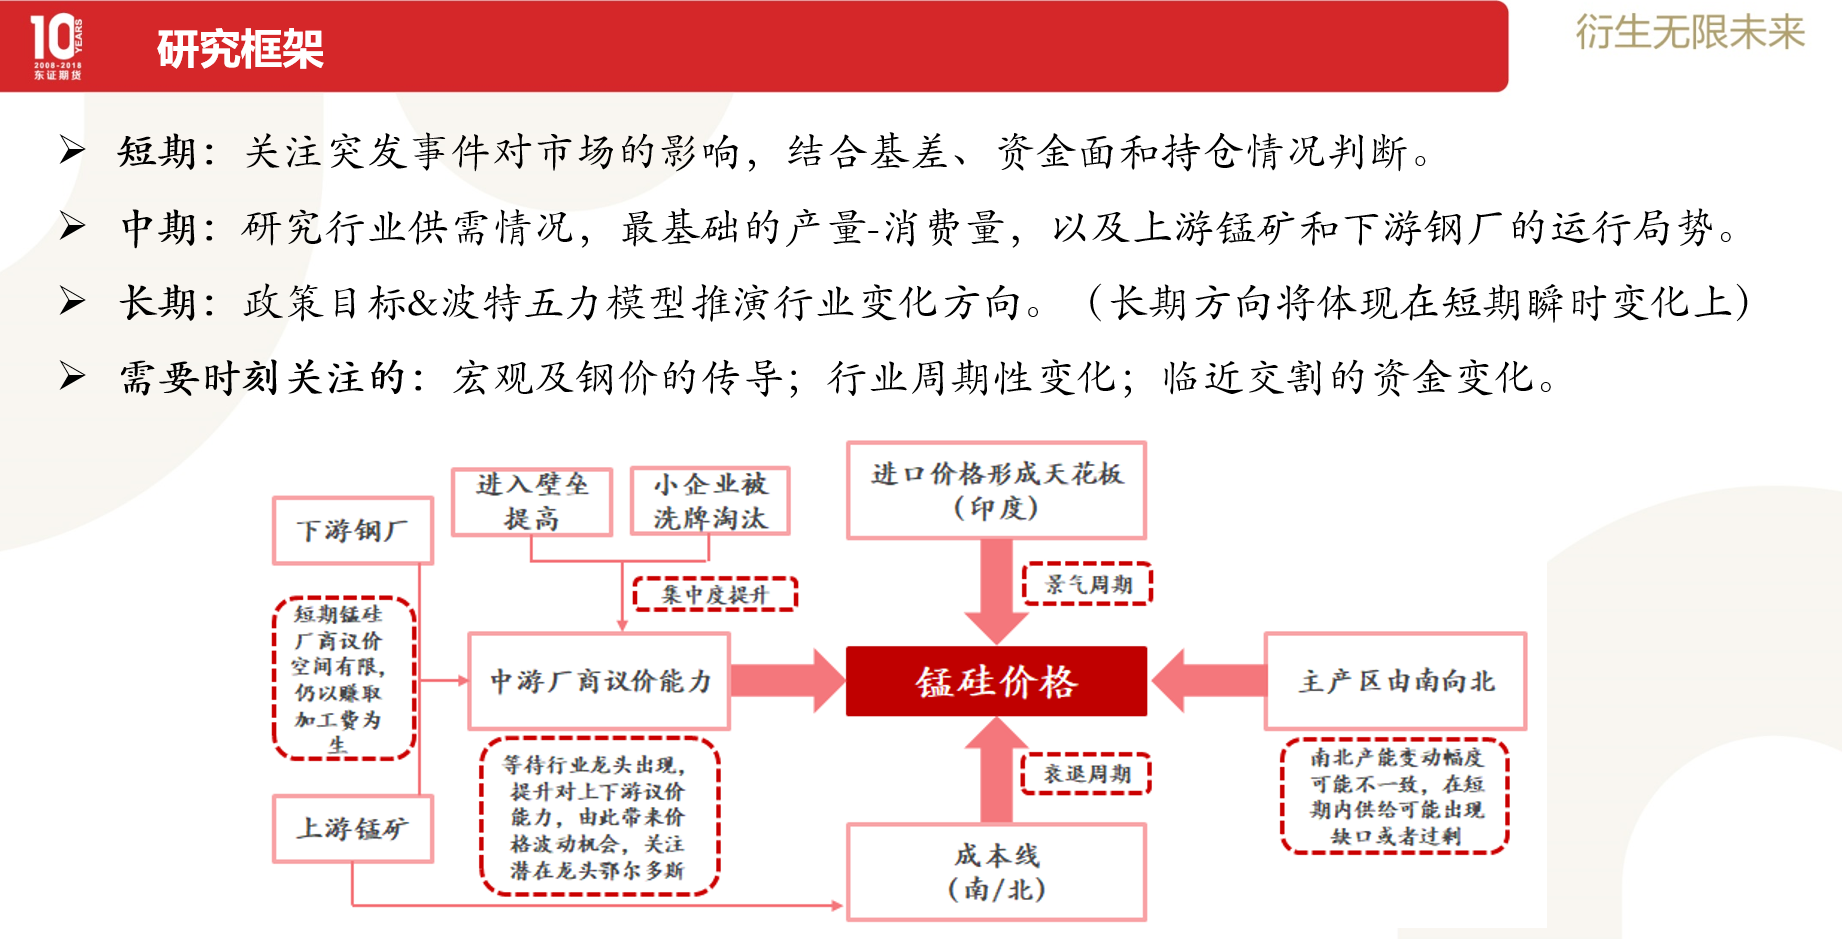 10 YEARS
2008-2018
东证期货
研究框架
衍生无限未来
短期：关注突发事件对市场的影响，结合基差、资金面和持仓情况判断。
中期：研究行业供需情况，最基础的产量-消费量，以及上游锰矿和下游钢厂的运行局势。
长期：政策目标&波特五力模型推演行业变化方向。（长期方向将体现在短期瞬时变化上）
需要时刻关注的：宏观及钢价的传导；行业周期性变化；临近交割的资金变化。
下游钢厂
进入壁垒
提高
小企业被
洗牌淘汰
进口价格形成天花板
（印度）
集中度提升
景气周期
短期锰硅
厂商议价
空间有限，
仍以赚取
加工费为
生
中游厂商议价能力
锰硅价格
主产区由南向北
等待行业龙头出现，
提升对上下游议价
能力，由此带来价
格波动机会，关注
潜在龙头鄂尔多斯
衰退周期
南北产能变动幅度
可能不一致，在短
期内供给可能出现
缺口或者过剩
上游锰矿
成本线
（南/北）